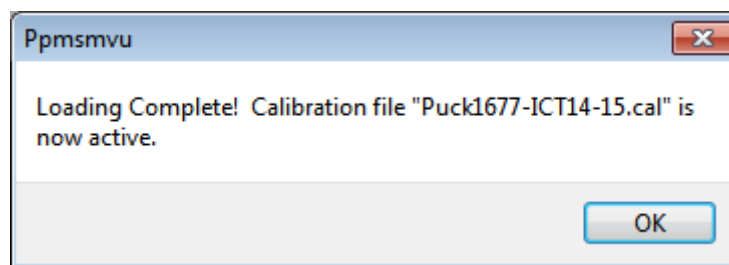 Ppmsmvu
Loading Complete!  Calibration file "Puck1677-ICT14-15.cal" is
now active.
OK